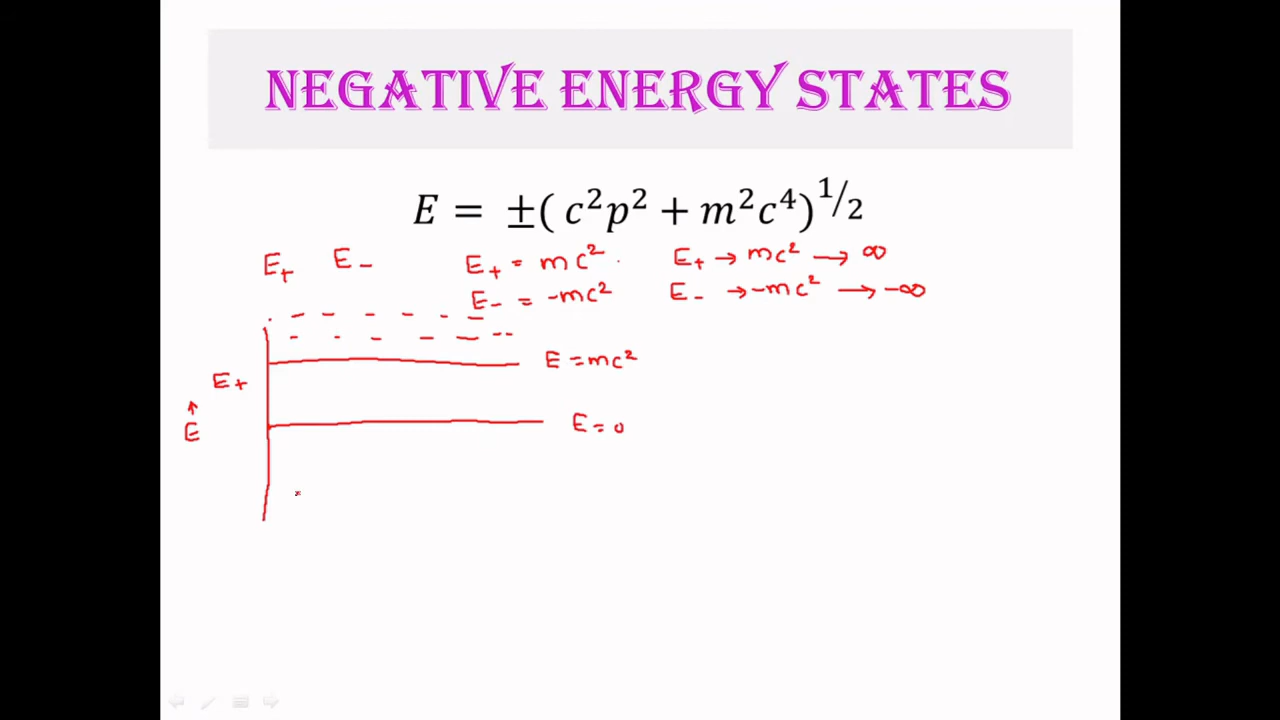 NEGATIVE ENERGY STATES
E = ±( c²p² + m²c⁴)^1/2
E₊ E₋ E₊ = mc² E₊ → mc² → ∞
E₋ = -mc² E₋ → -mc² → -∞
E = mc²
E₊
↑
E = 0
E